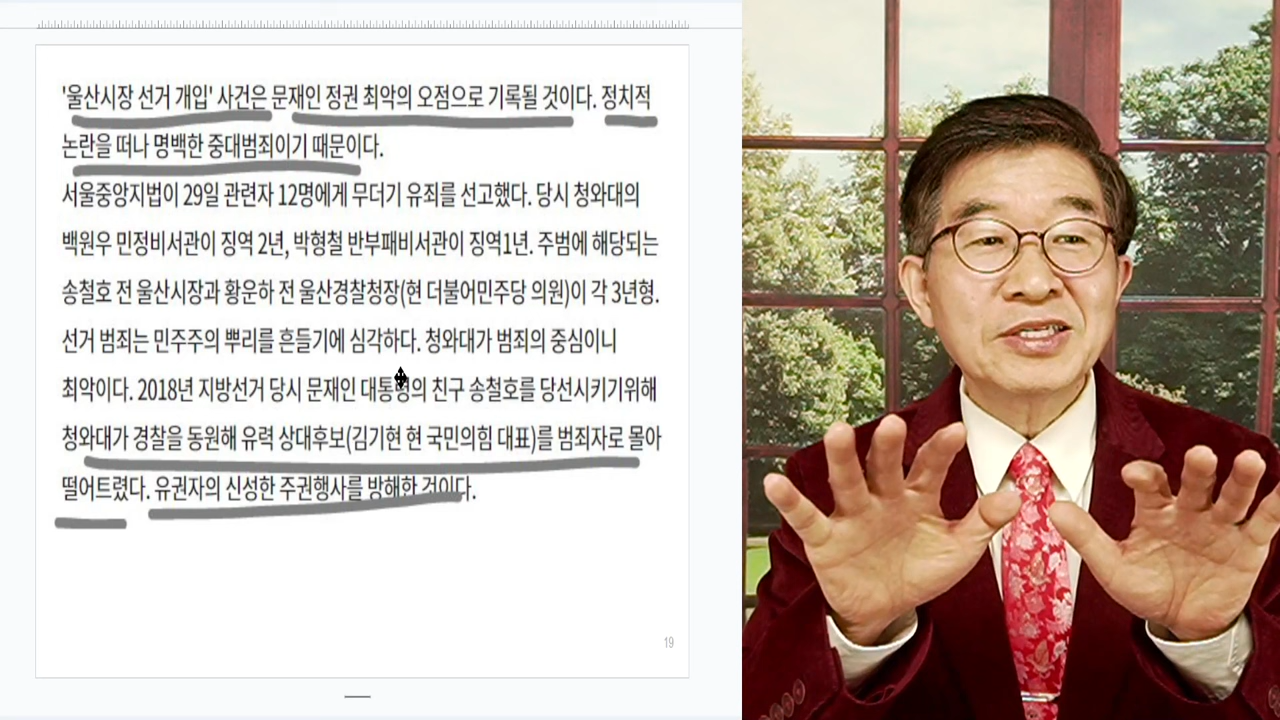 '울산시장 선거 개입' 사건은 문재인 정권 최악의 오점으로 기록될 것이다. 정치적
논란을 떠나 명백한 중대범죄이기 때문이다.
서울중앙지법이 29일 관련자 12명에게 무더기 유죄를 선고했다. 당시 청와대의
백원우 민정비서관이 징역 2년, 박형철 반부패비서관이 징역1년. 주범에 해당되는
송철호 전 울산시장과 황운하 전 울산경찰청장(현 더불어민주당 의원)이 각 3년형.
선거 범죄는 민주주의 뿌리를 흔들기에 심각하다. 청와대가 범죄의 중심이니
최악이다. 2018년 지방선거 당시 문재인 대통령의 친구 송철호를 당선시키기위해
청와대가 경찰을 동원해 유력 상대후보(김기현 현 국민의힘 대표)를 범죄자로 몰아
떨어트렸다. 유권자의 신성한 주권행사를 방해한 것이다.
19